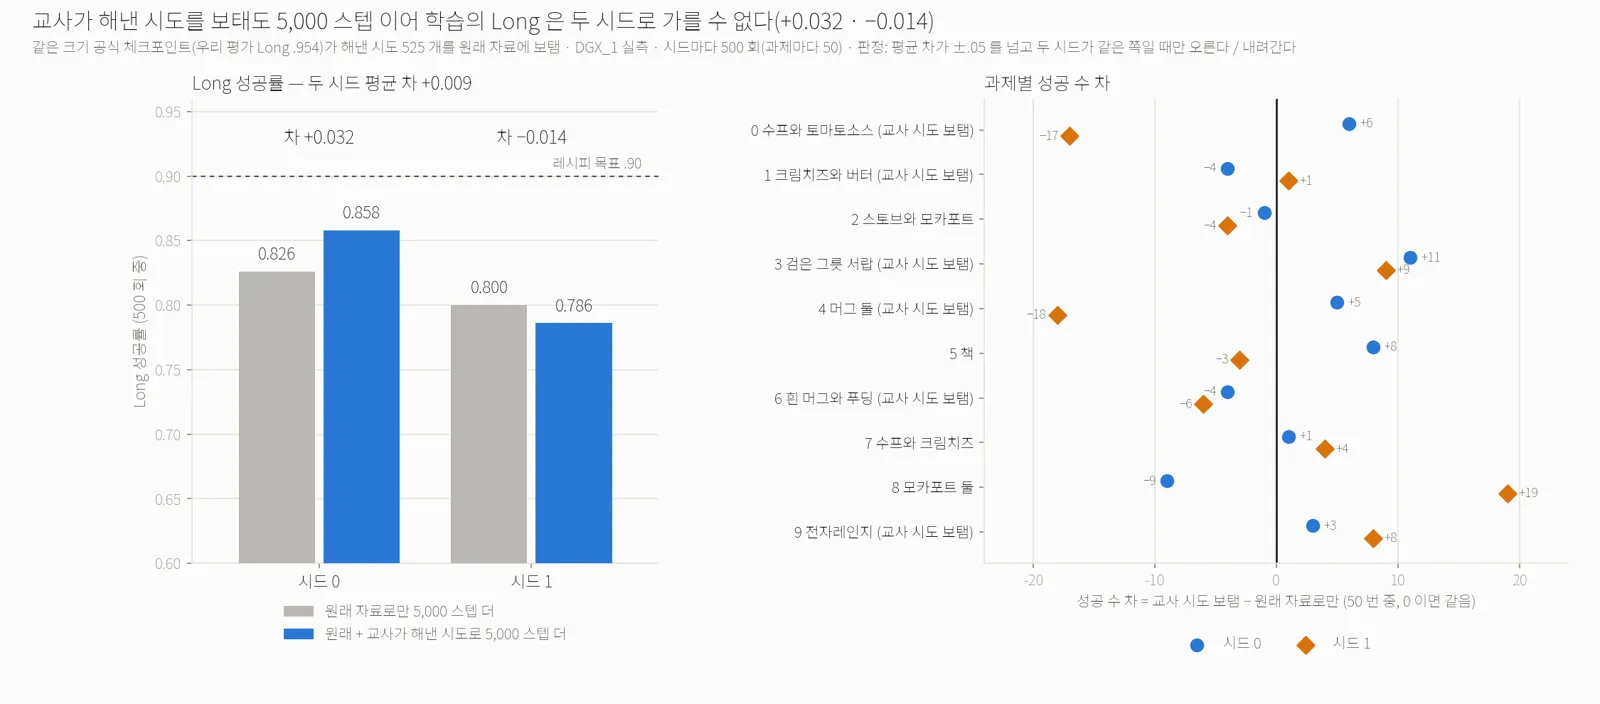 교사가 해낸 시도를 보태도 5,000 스텝 이어 학습의 Long 은 두 시드로 가를 수 없다(+0.032 · −0.014)
같은 크기 공식 체크포인트(우리 평가 Long .954)가 해낸 시도 525 개를 원래 자료에 보탬 · DGX_1 실측 · 시드마다 500 회(과제마다 50) · 판정: 평균 차가 ±.05 를 넘고 두 시드가 같은 쪽일 때만 오른다 / 내려간다
Long 성공률 — 두 시드 평균 차 +0.009
차 +0.032
차 −0.014
레시피 목표 .90
0.95
0.90
0.85
0.80
0.75
0.70
0.65
0.60
Long 성공률 (500 회 중)
0.826
0.858
0.800
0.786
시드 0
시드 1
원래 자료로만 5,000 스텝 더
원래 + 교사가 해낸 시도로 5,000 스텝 더
과제별 성공 수 차
0 수프와 토마토소스 (교사 시도 보탬)
−17
+6
1 크림치즈와 버터 (교사 시도 보탬)
−4
+1
2 스토브와 모카포트
−1
−4
3 검은 그릇 서랍 (교사 시도 보탬)
+11
+9
4 머그 둘 (교사 시도 보탬)
+5
−18
5 책
+8
−3
6 흰 머그와 푸딩 (교사 시도 보탬)
−4
−6
7 수프와 크림치즈
+1
+4
8 모카포트 둘
−9
+19
9 전자레인지 (교사 시도 보탬)
+3
+8
-20
-10
0
10
20
성공 수 차 = 교사 시도 보탬 − 원래 자료로만 (50 번 중, 0 이면 같음)
시드 0
시드 1